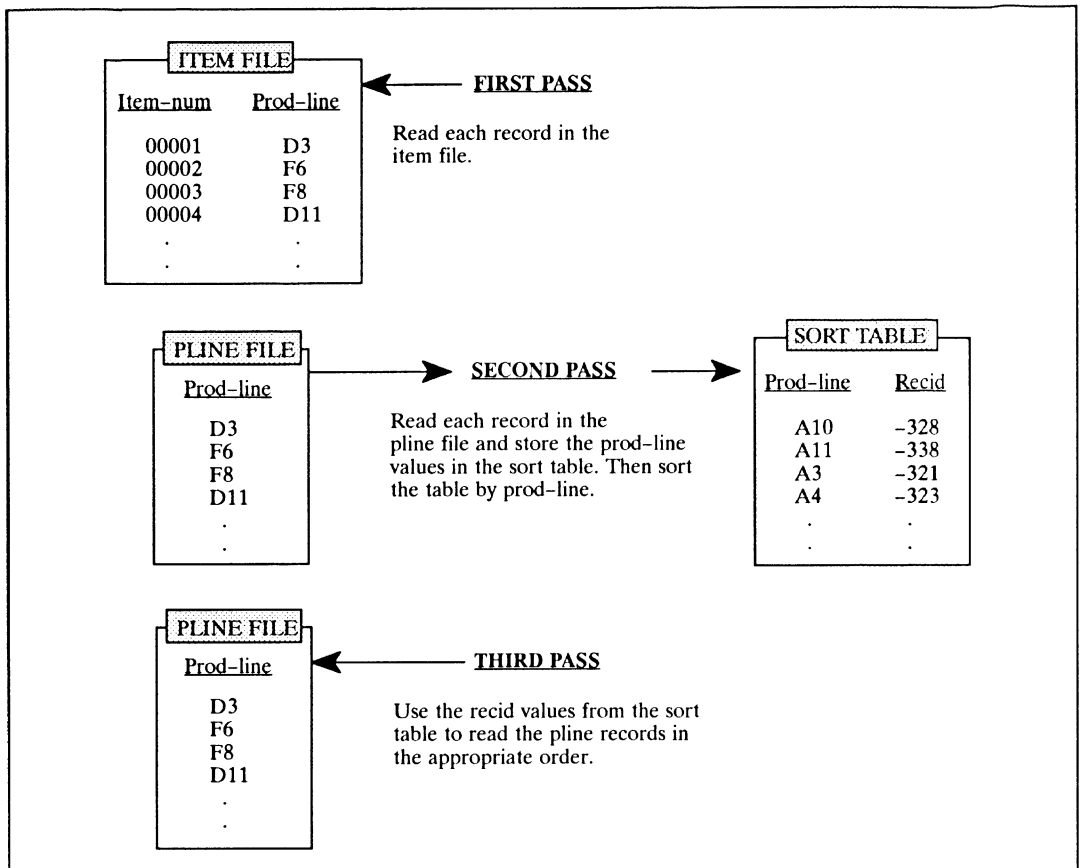 ITEM FILE
Item–num Prod–line
00001 D3
00002 F6
00003 F8
00004 D11
. .
. .
FIRST PASS
Read each record in the
item file.
PLINE FILE
Prod–line
D3
F6
F8
D11
.
.
SECOND PASS
Read each record in the
pline file and store the prod–line
values in the sort table. Then sort
the table by prod–line.
SORT TABLE
Prod–line Recid
A10 –328
A11 –338
A3 –321
A4 –323
. .
. .
PLINE FILE
Prod–line
D3
F6
F8
D11
.
.
THIRD PASS
Use the recid values from the sort
table to read the pline records in
the appropriate order.